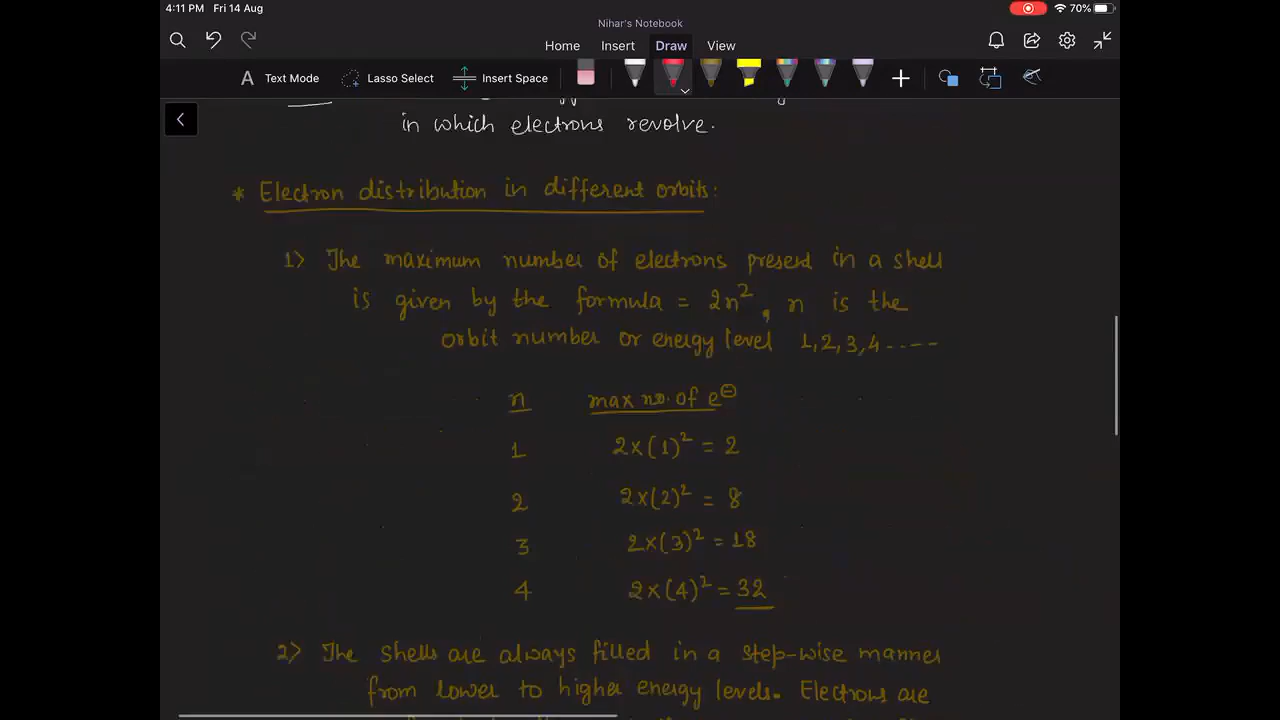 4:11 PM Fri 14 Aug
70%
Nihar's Notebook
Home Insert Draw View
A Text Mode Lasso Select Insert Space
in which electrons revolve.
* Electron distribution in different orbits:
1> The maximum number of electrons present in a shell
is given by the formula = 2n², n is the
orbit number or energy level 1,2,3,4-----
n max no. of e⊖
1 2×(1)² = 2
2 2×(2)² = 8
3 2×(3)² = 18
4 2×(4)² = 32
2> The shells are always filled in a step-wise manner
from lower to higher energy levels. Electrons are